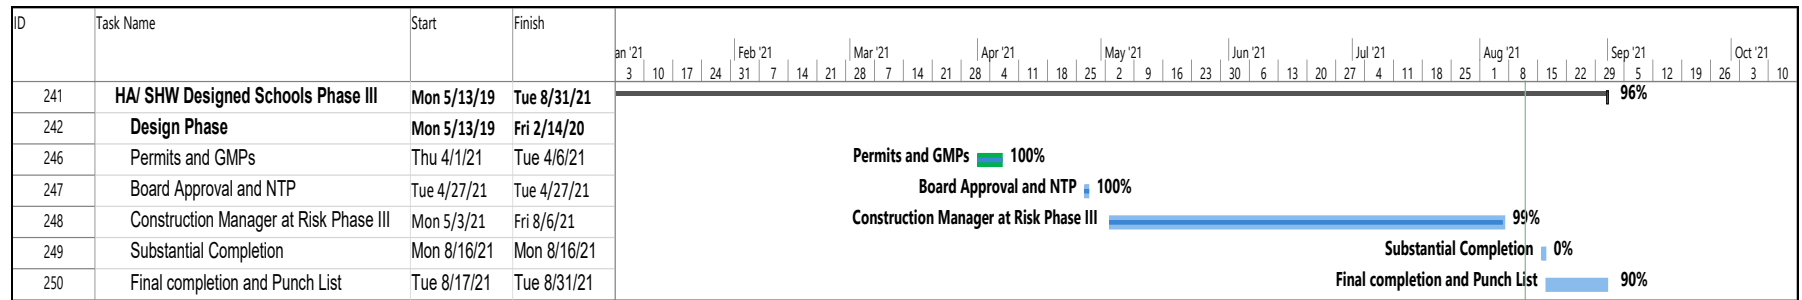 ID Task Name Start Finish
an '21 Feb '21 Mar '21 Apr '21 May '21 Jun '21 Jul '21 Aug '21 Sep '21 Oct '21
3 10 17 24 31 7 14 21 28 7 14 21 28 4 11 18 25 2 9 16 23 30 6 13 20 27 4 11 18 25 1 8 15 22 29 5 12 19 26 3 10
241 HA/ SHW Designed Schools Phase III Mon 5/13/19 Tue 8/31/21 96%
242 Design Phase Mon 5/13/19 Fri 2/14/20
246 Permits and GMPs Thu 4/1/21 Tue 4/6/21 Permits and GMPs 100%
247 Board Approval and NTP Tue 4/27/21 Tue 4/27/21 Board Approval and NTP 100%
248 Construction Manager at Risk Phase III Mon 5/3/21 Fri 8/6/21 Construction Manager at Risk Phase III 99%
249 Substantial Completion Mon 8/16/21 Mon 8/16/21 Substantial Completion 0%
250 Final completion and Punch List Tue 8/17/21 Tue 8/31/21 Final completion and Punch List 90%